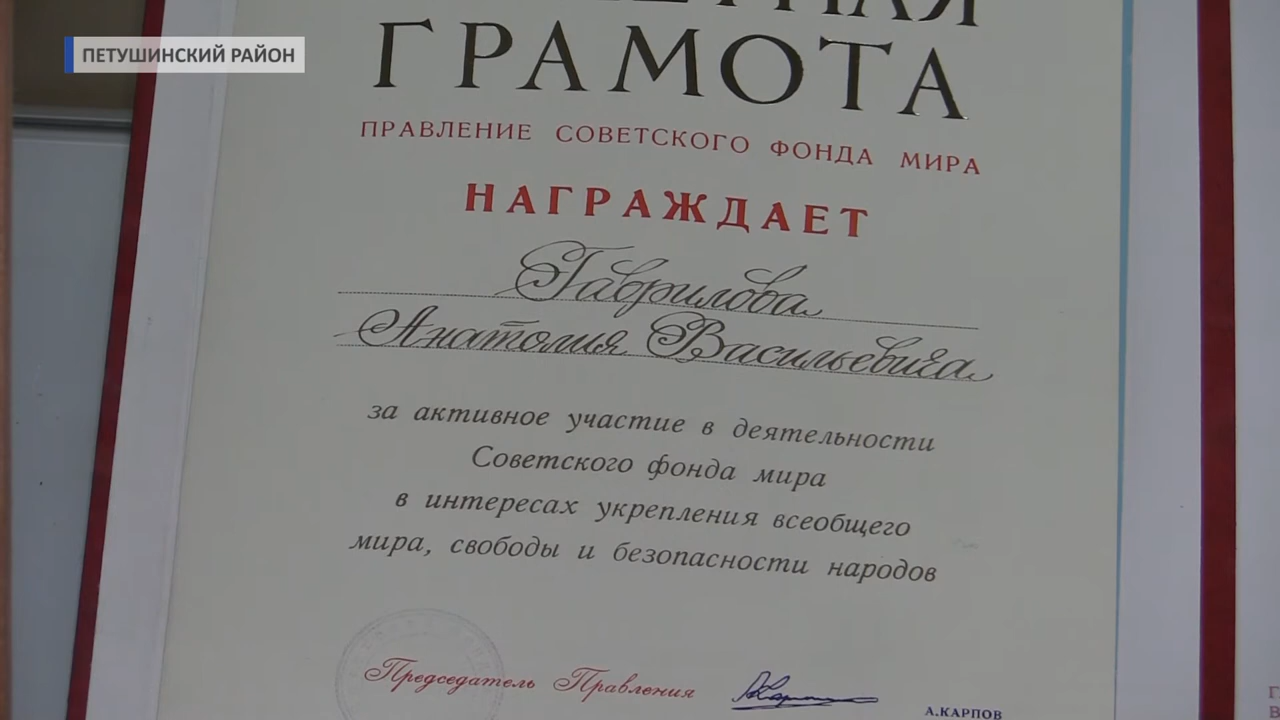 ПЕТУШИНСКИЙ РАЙОН
ГРАМОТА
ПРАВЛЕНИЕ СОВЕТСКОГО ФОНДА МИРА
НАГРАЖДАЕТ
Гаврилова
Анатолия Васильевича
за активное участие в деятельности
Советского фонда мира
в интересах укрепления всеобщего
мира, свободы и безопасности народов
Председатель Правления
А.КАРПОВ